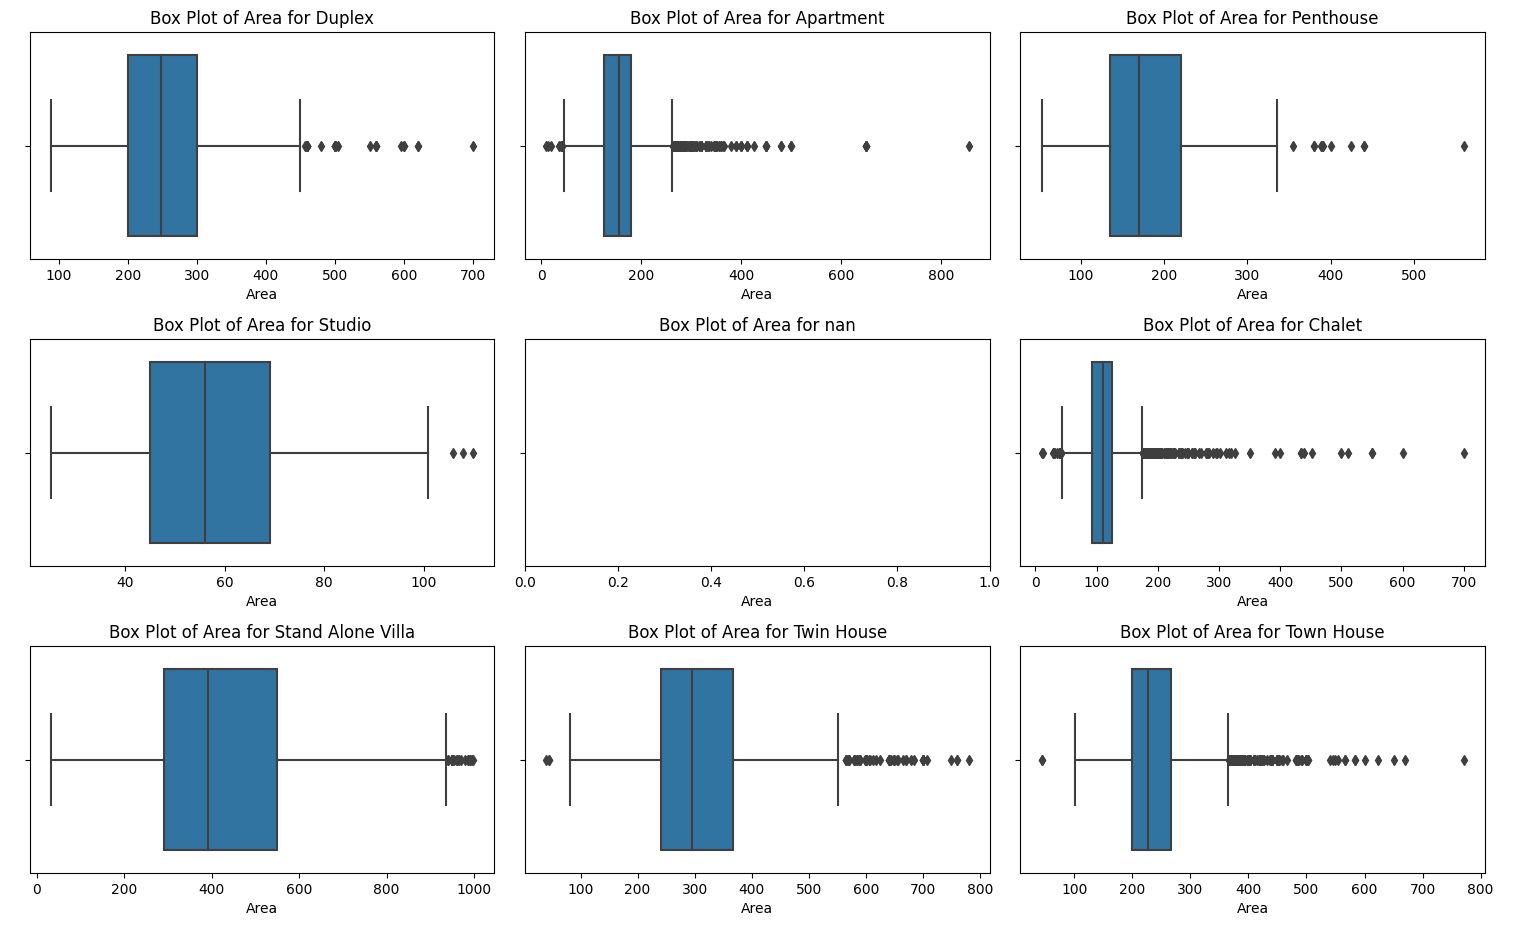 Box Plot of Area for Duplex
100 200 300 400 500 600 700
Area
Box Plot of Area for Apartment
0 200 400 600 800
Area
Box Plot of Area for Penthouse
100 200 300 400 500
Area
Box Plot of Area for Studio
40 60 80 100
Area
Box Plot of Area for nan
0.0 0.2 0.4 0.6 0.8 1.0
Area
Box Plot of Area for Chalet
0 100 200 300 400 500 600 700
Area
Box Plot of Area for Stand Alone Villa
0 200 400 600 800 1000
Area
Box Plot of Area for Twin House
100 200 300 400 500 600 700 800
Area
Box Plot of Area for Town House
100 200 300 400 500 600 700 800
Area